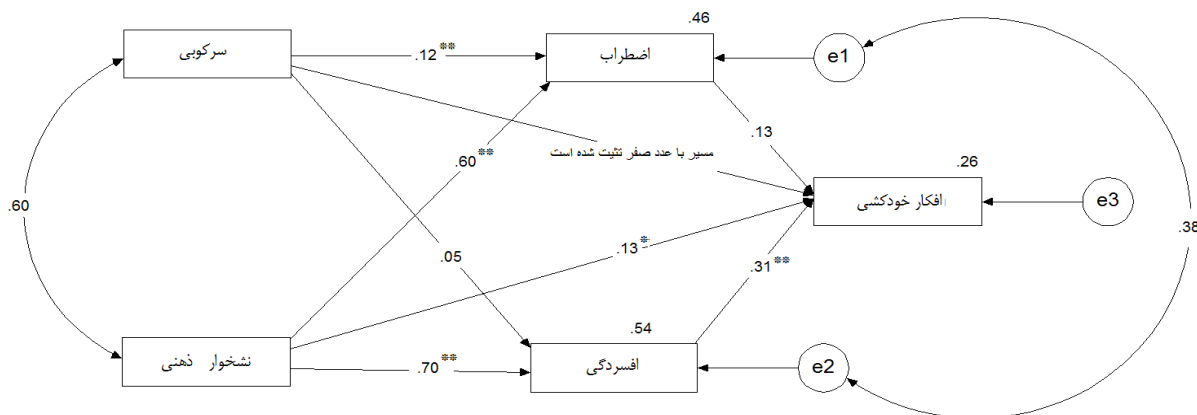 .46
سرکوبی
.12**
اضطراب
e1
.13
.60**
مسیر با عدد صفر تثبیت شده است
.26
.60
افکار خودکشی
e3
.38
.13*
.05
.31**
.54
نشخوار ذهنی
.70**
افسردگی
e2